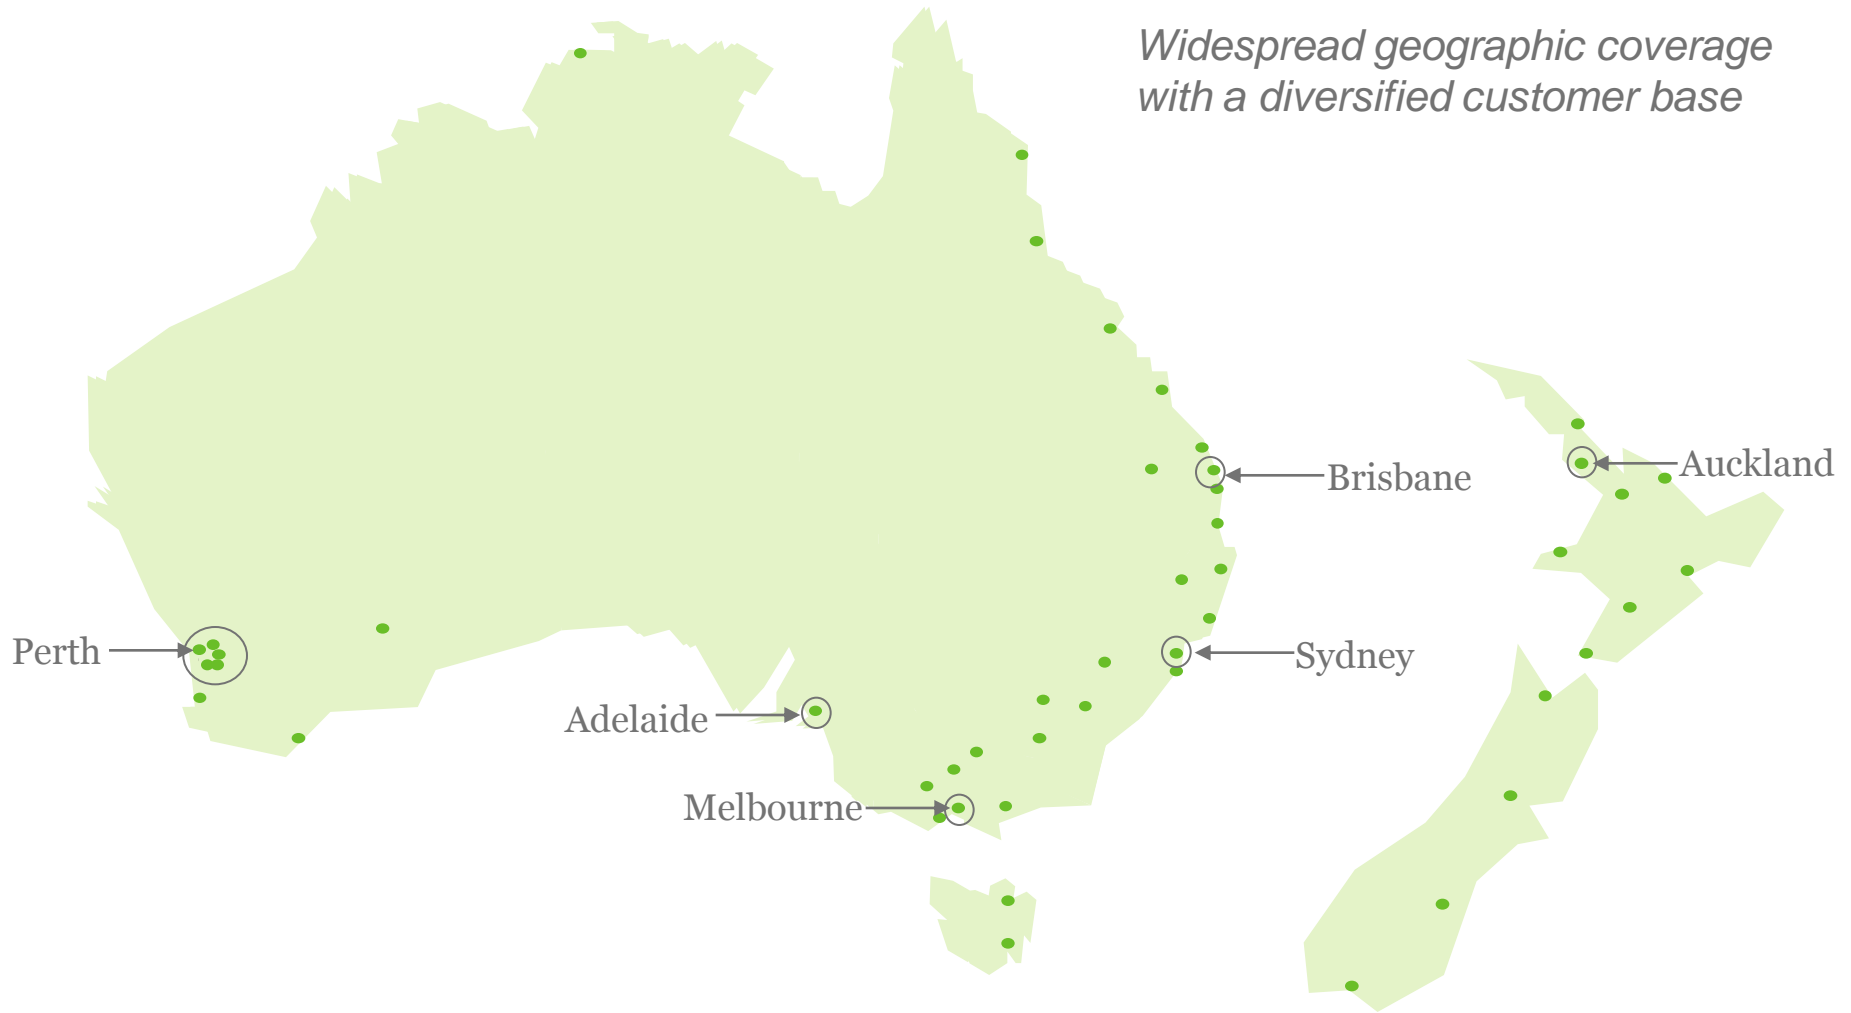 Widespread geographic coverage
with a diversified customer base
Auckland
Brisbane
Perth
Sydney
Adelaide
Melbourne